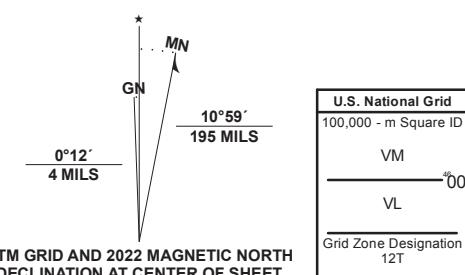 ★
MN
GN
10°59´
195 MILS
0°12´
4 MILS
TM GRID AND 2022 MAGNETIC NORTH
DECLINATION AT CENTER OF SHEET
U.S. National Grid
100,000 - m Square ID
VM
⁴⁶00
VL
Grid Zone Designation
12T